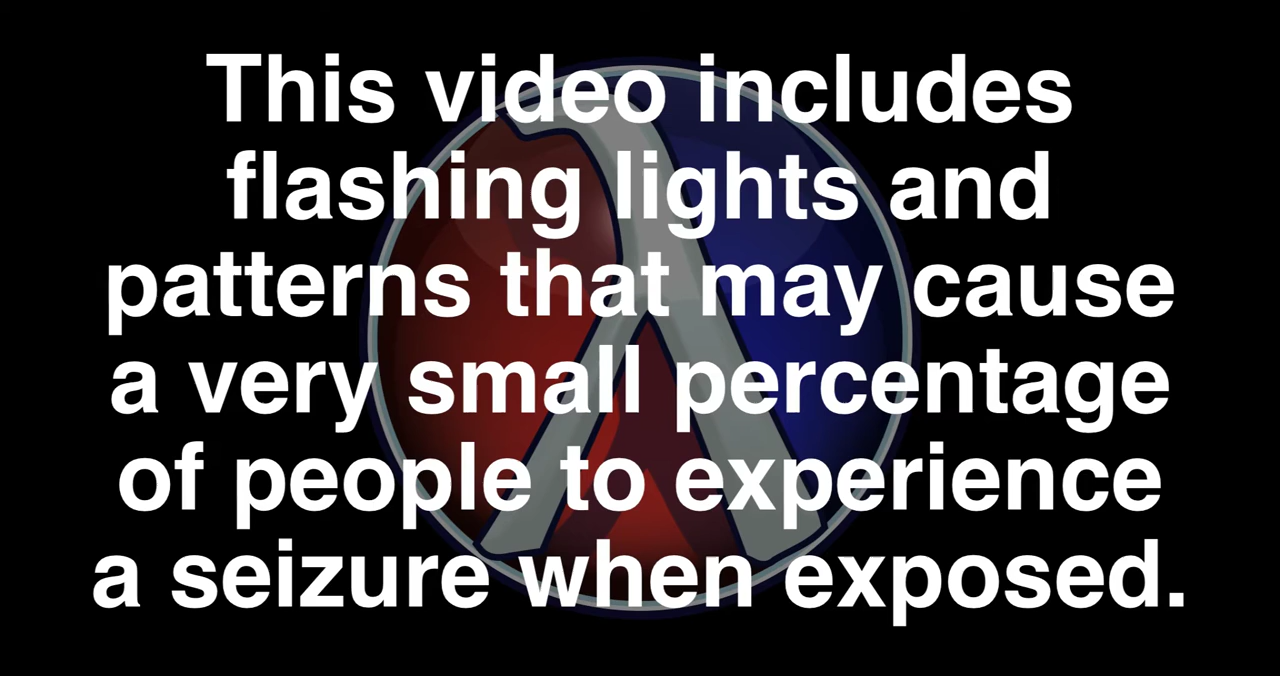 This video includes
flashing lights and
patterns that may cause
a very small percentage
of people to experience
a seizure when exposed.